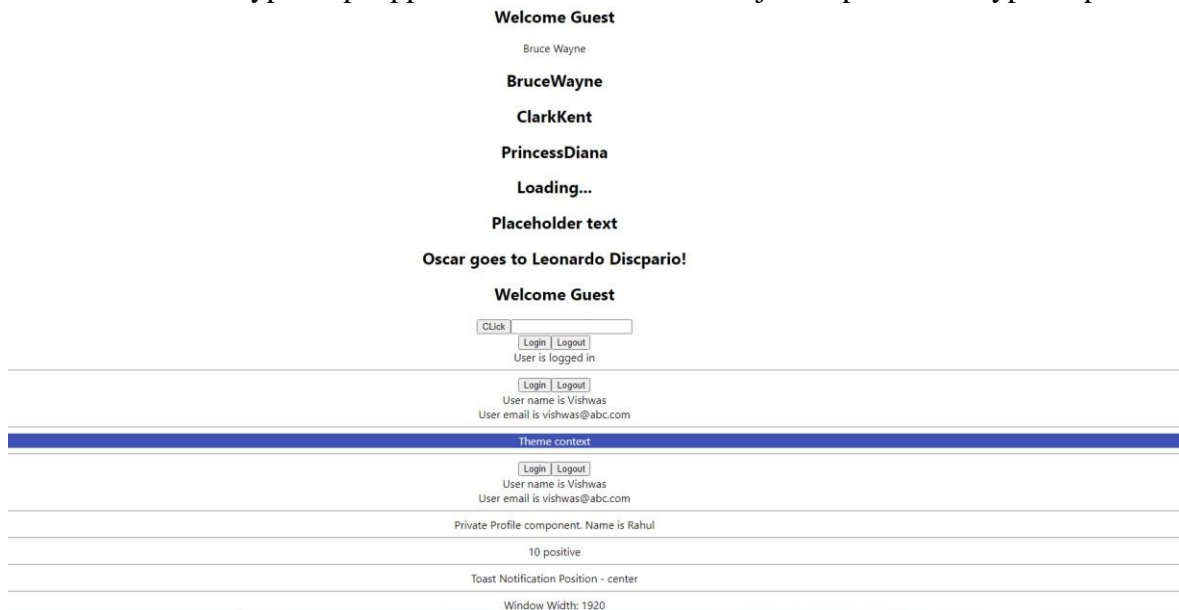 Welcome Guest
Bruce Wayne
BruceWayne
ClarkKent
PrincessDiana
Loading...
Placeholder text
Oscar goes to Leonardo Discpario!
Welcome Guest
CLick
Login Logout
User is logged in
Login Logout
User name is Vishwas
User email is vishwas@abc.com
Theme context
Login Logout
User name is Vishwas
User email is vishwas@abc.com
Private Profile component. Name is Rahul
10 positive
Toast Notification Position - center
Window Width: 1920